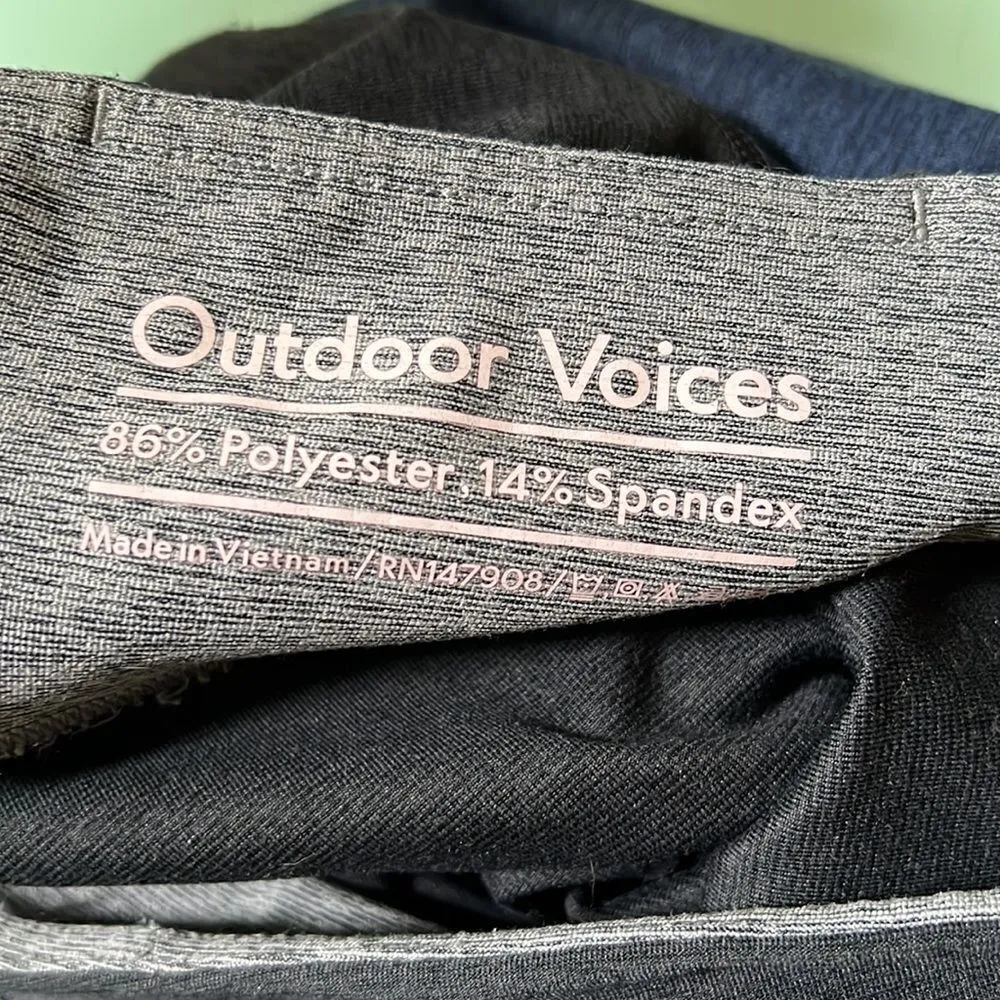 Outdoor Voices
86% Polyester, 14% Spandex
Made in Vietnam / RN147908 /